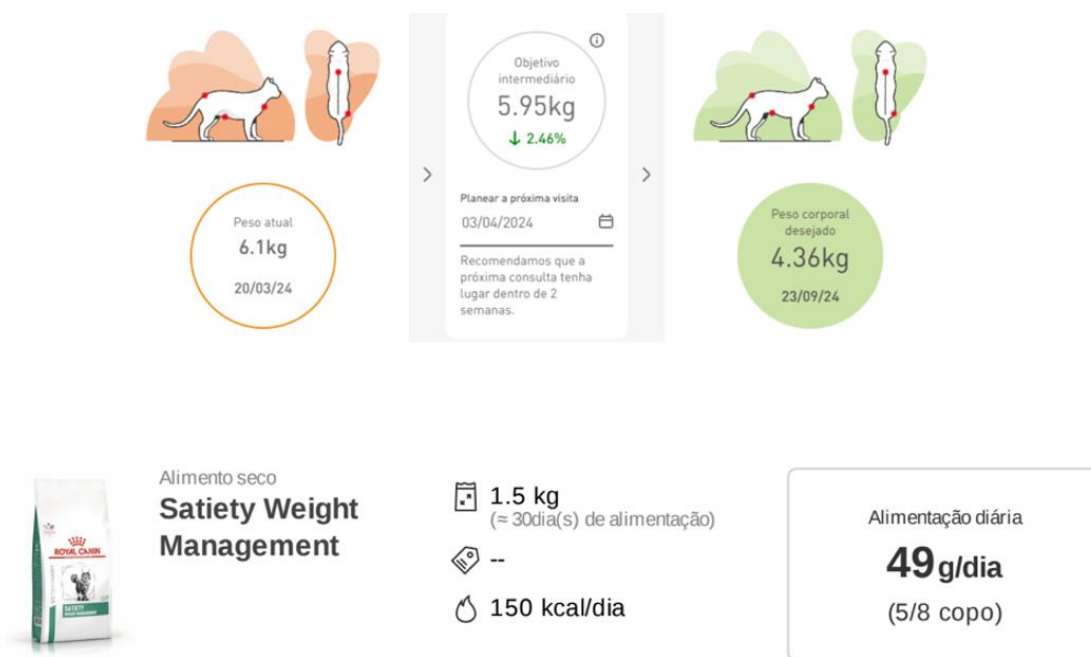 Peso atual
6.1kg
20/03/24
Objetivo
intermediário
5.95kg
↓ 2.46%
Planear a próxima visita
03/04/2024
Recomendamos que a
próxima consulta tenha
lugar dentro de 2
semanas.
Peso corporal
desejado
4.36kg
23/09/24
ROYAL CANIN
SATIETY
Alimento seco
Satiety Weight
Management
1.5 kg
(≈ 30dia(s) de alimentação)
--
150 kcal/dia
Alimentação diária
49 g/dia
(5/8 copo)